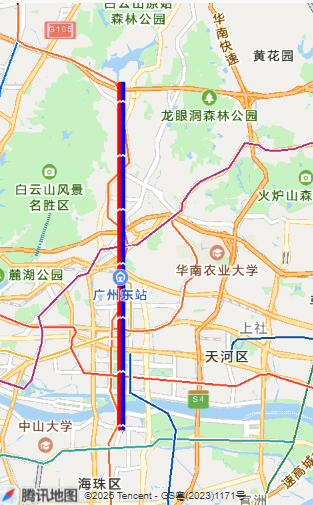 白云山原始
森林公园
G105
华南快速
黄花园
龙眼洞森林公园
白云山风景
名胜区
火炉山森
华南农业大学
麓湖公园
广州东站
上社
天河区
S4
中山大学
海珠区
速高城
腾讯地图
©2026 Tencent - GS粤(2023)1171号